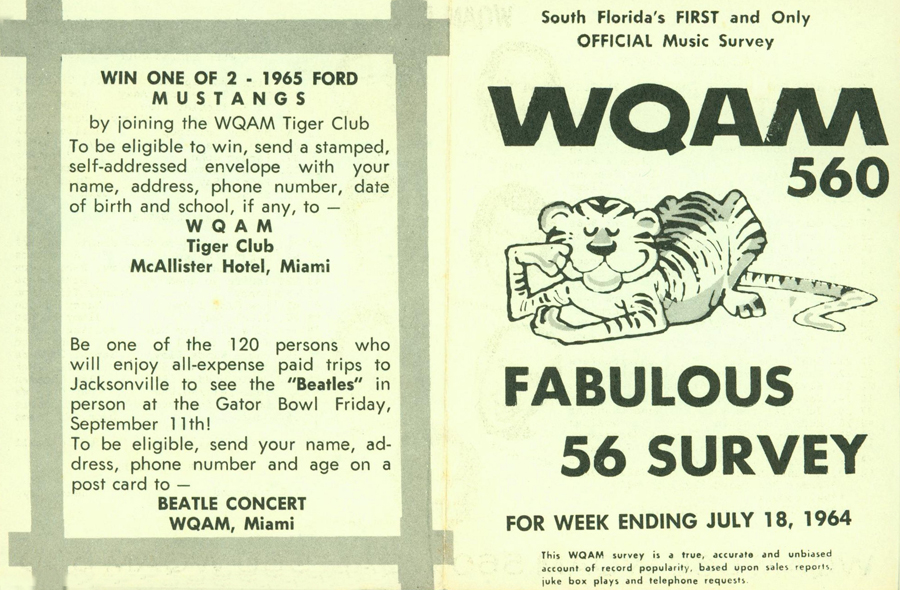 WIN ONE OF 2 - 1965 FORD
MUSTANGS
by joining the WQAM Tiger Club
To be eligible to win, send a stamped,
self-addressed envelope with your
name, address, phone number, date
of birth and school, if any, to —
WQAM
Tiger Club
McAllister Hotel, Miami
Be one of the 120 persons who
will enjoy all-expense paid trips to
Jacksonville to see the "Beatles" in
person at the Gator Bowl Friday,
September 11th!
To be eligible, send your name, ad-
dress, phone number and age on a
post card to —
BEATLE CONCERT
WQAM, Miami
South Florida's FIRST and Only
OFFICIAL Music Survey
WQAM
560
FABULOUS
56 SURVEY
FOR WEEK ENDING JULY 18, 1964
This WQAM survey is a true, accurate and unbiased
account of record popularity, based upon sales reports,
juke box plays and telephone requests.